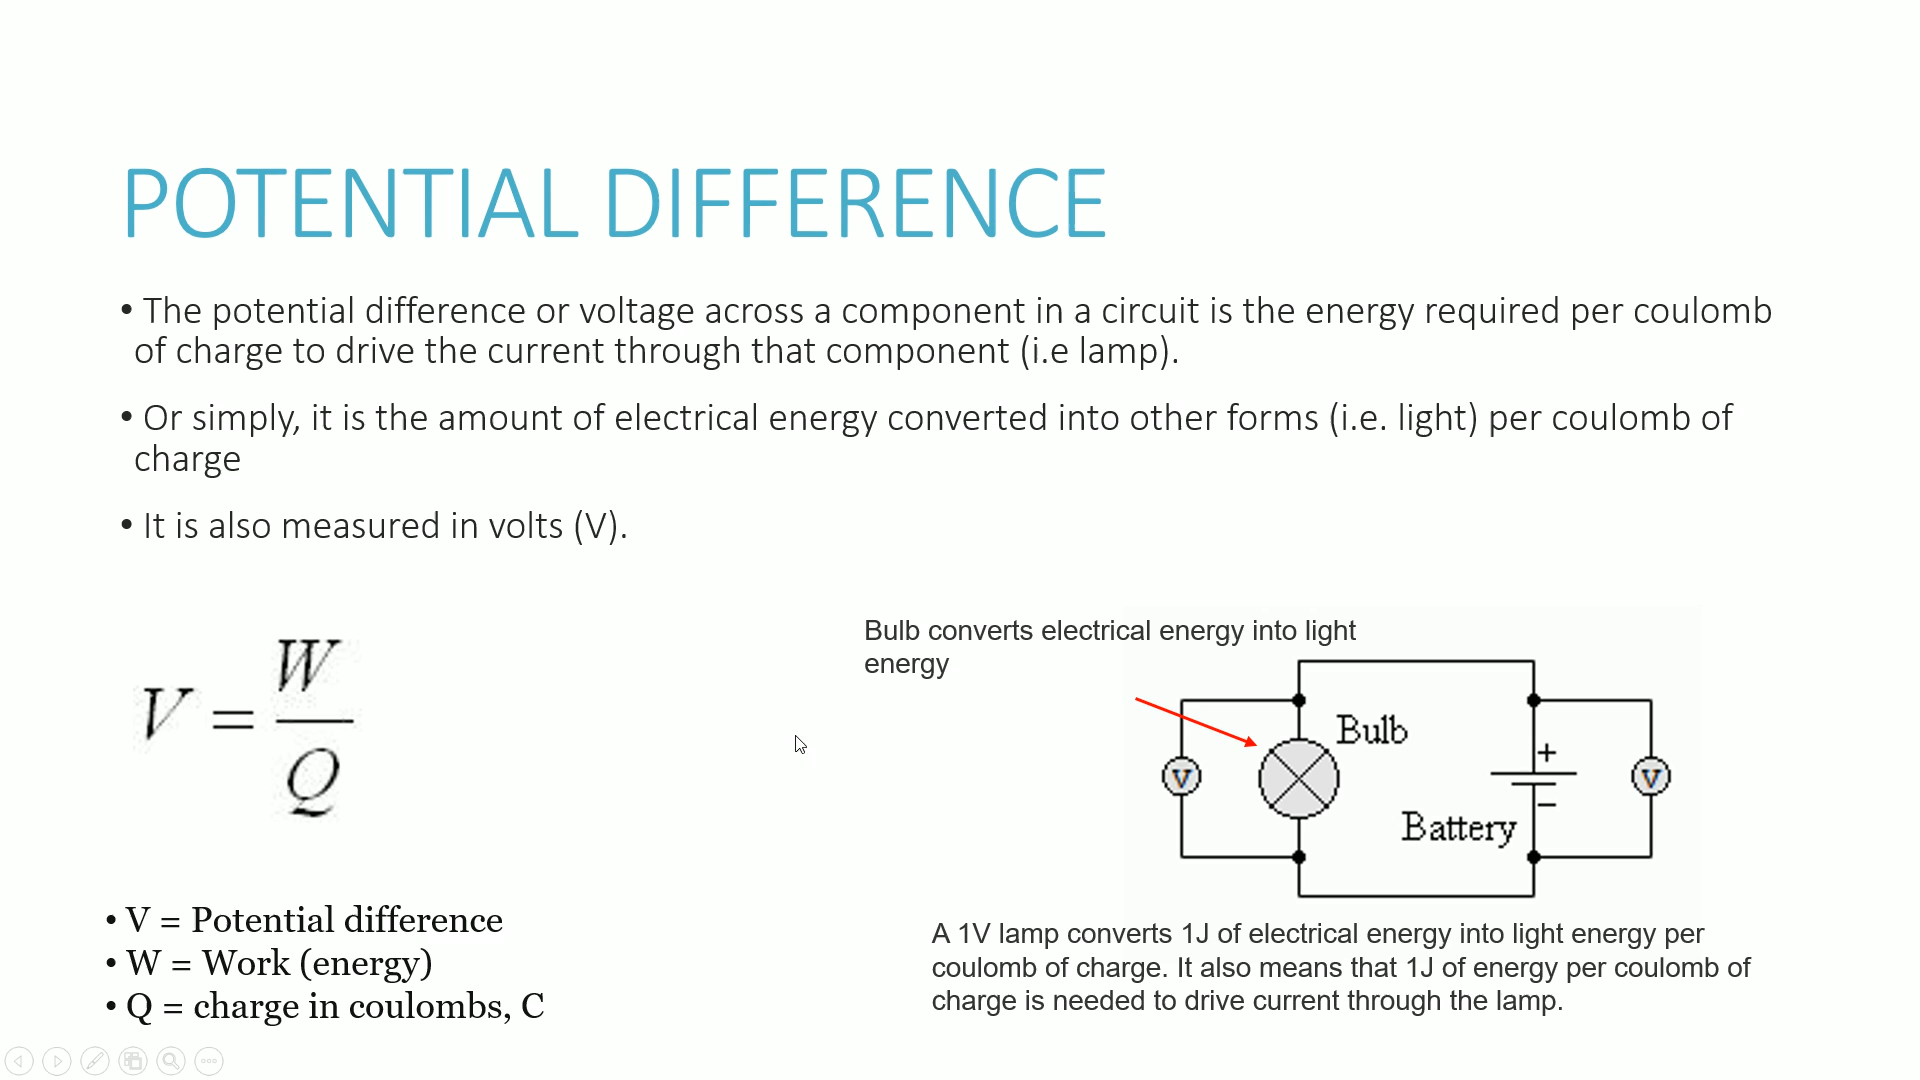 POTENTIAL DIFFERENCE
• The potential difference or voltage across a component in a circuit is the energy required per coulomb
of charge to drive the current through that component (i.e lamp).
• Or simply, it is the amount of electrical energy converted into other forms (i.e. light) per coulomb of
charge
• It is also measured in volts (V).
V = W
Q
• V = Potential difference
• W = Work (energy)
• Q = charge in coulombs, C
Bulb converts electrical energy into light
energy
Bulb
+
V
V
−
Battery
A 1V lamp converts 1J of electrical energy into light energy per
coulomb of charge. It also means that 1J of energy per coulomb of
charge is needed to drive current through the lamp.